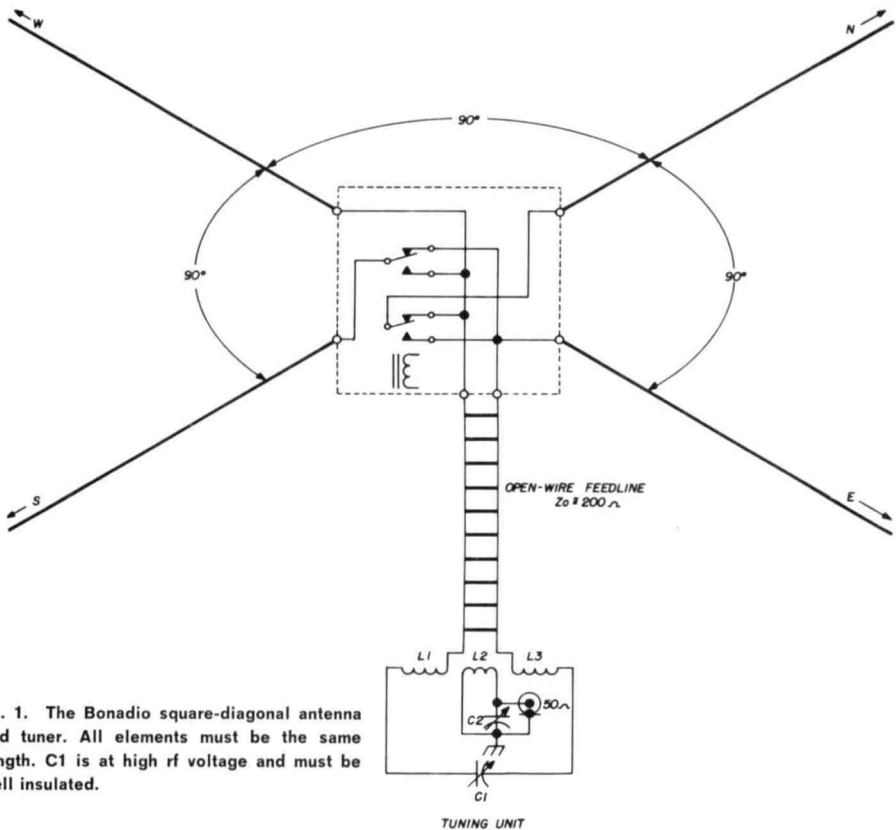 W
N
90°
90°
90°
S
E
OPEN-WIRE FEEDLINE
Zo = 200 Ω
L1
L2
L3
C2
50Ω
C1
TUNING UNIT
. 1. The Bonadio square-diagonal antenna
d tuner. All elements must be the same
ngth. C1 is at high rf voltage and must be
ell insulated.